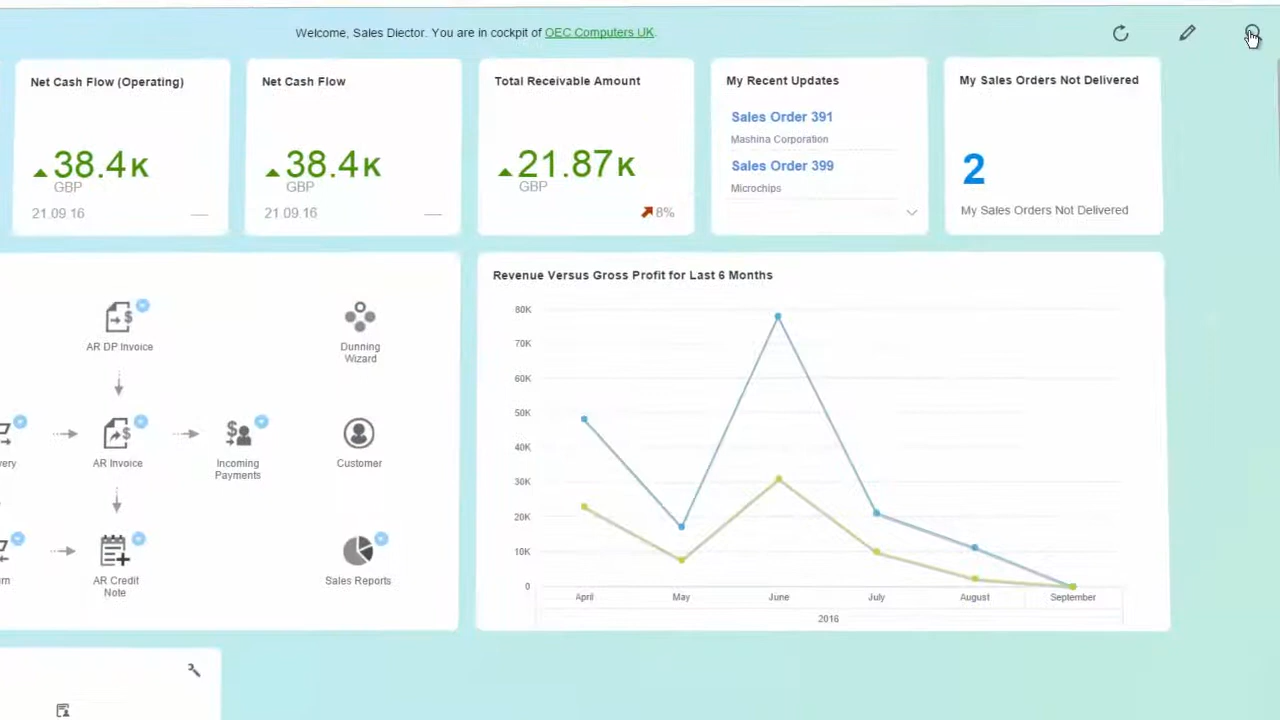 Welcome, Sales Diector. You are in cockpit of OEC Computers UK.
Net Cash Flow (Operating)
38.4K
GBP
21.09.16
Net Cash Flow
38.4K
GBP
21.09.16
Total Receivable Amount
21.87K
GBP
8%
My Recent Updates
Sales Order 391
Mashina Corporation
Sales Order 399
Microchips
My Sales Orders Not Delivered
2
My Sales Orders Not Delivered
AR DP Invoice
Dunning
Wizard
very
AR Invoice
Incoming
Payments
Customer
rn
AR Credit
Note
Sales Reports
Revenue Versus Gross Profit for Last 6 Months
80K
70K
60K
50K
40K
30K
20K
10K
0
April May June July August September
2016